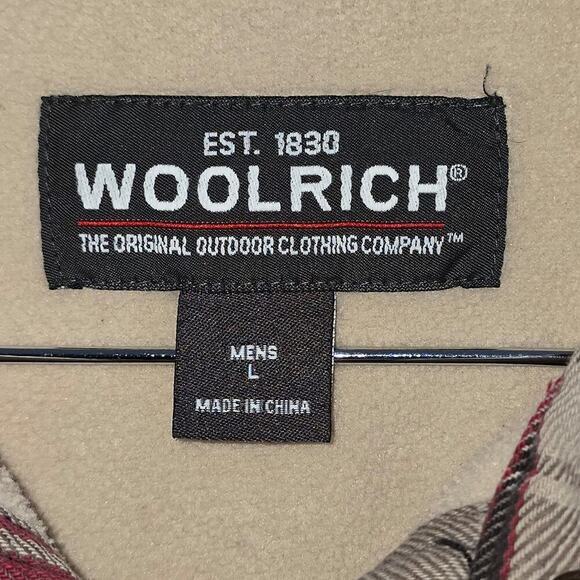 EST. 1830
WOOLRICH®
THE ORIGINAL OUTDOOR CLOTHING COMPANY™
MENS
L
MADE IN CHINA